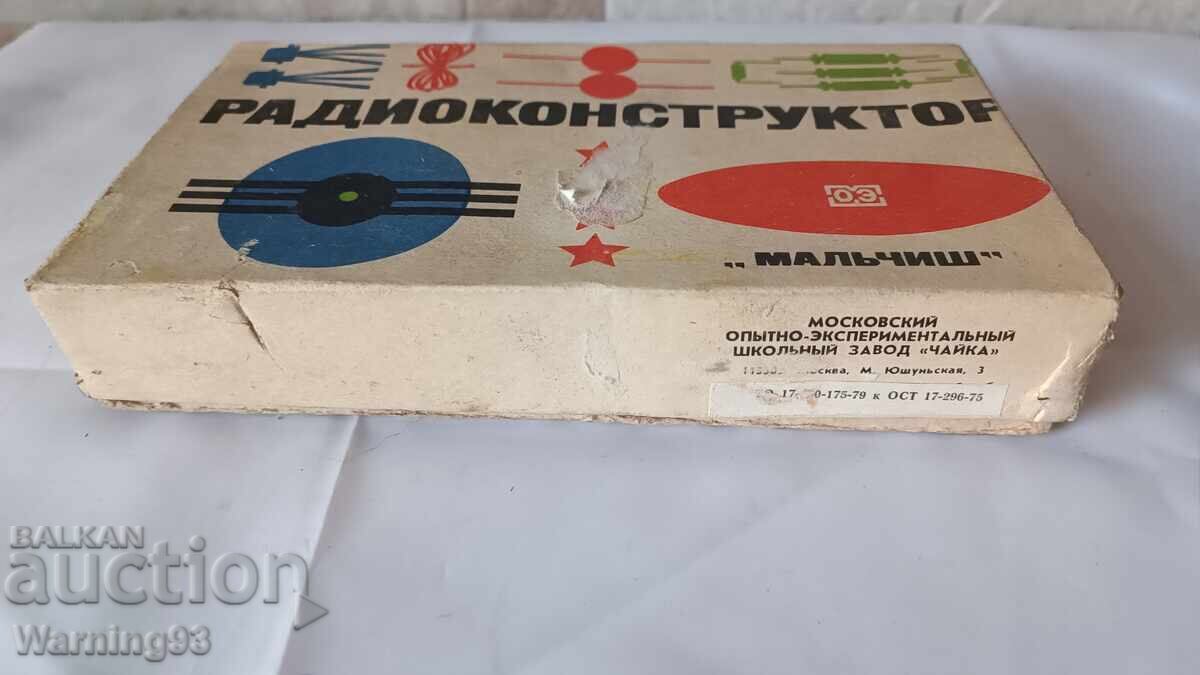 РАДИОКОНСТРУКТОР
ОЭ
„МАЛЬЧИШ"
МОСКОВСКИЙ
ОПЫТНО-ЭКСПЕРИМЕНТАЛЬНЫЙ
ШКОЛЬНЫЙ ЗАВОД «ЧАЙКА»
Москва, М. Юшуньская, 3
0-175-79 к ОСТ 17-296-75
BALKAN
auction
Warning93